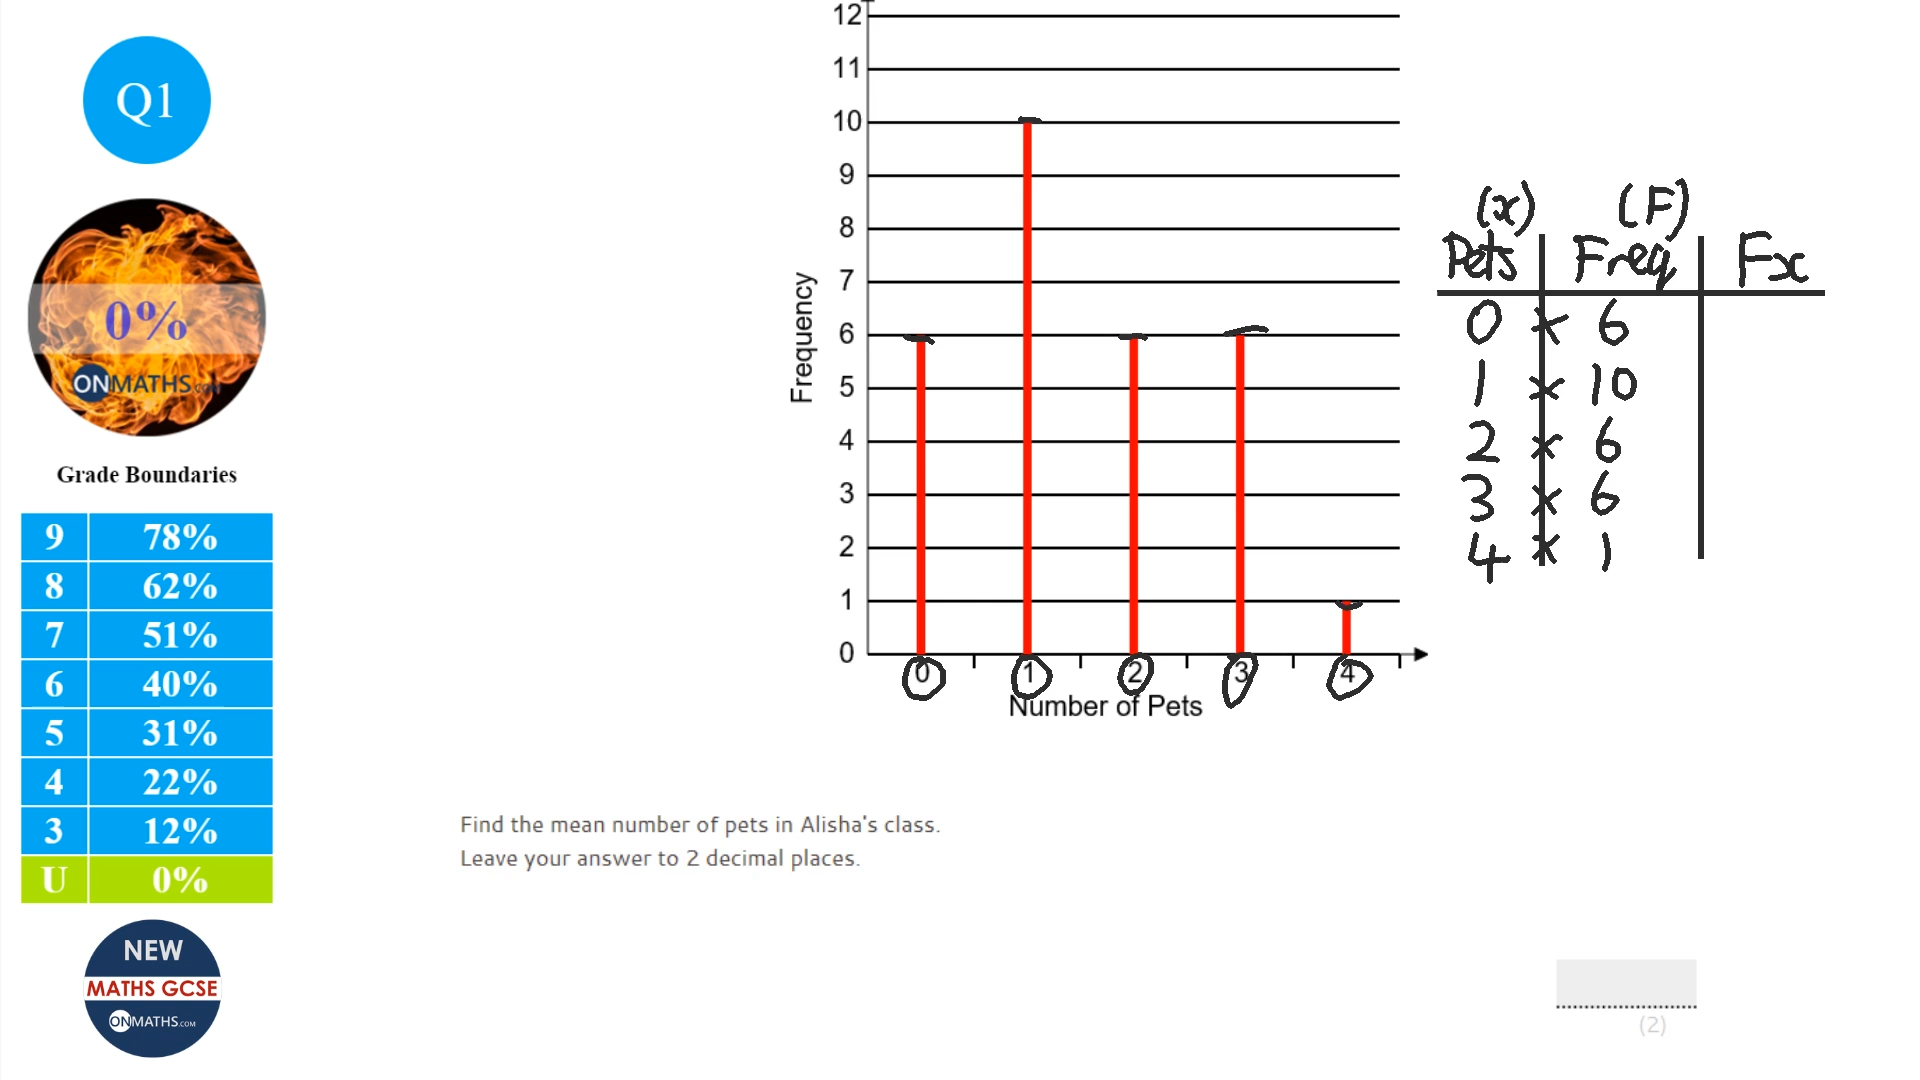 Q1
0%
ONMATHS.com
Grade Boundaries
9 78%
8 62%
7 51%
6 40%
5 31%
4 22%
3 12%
U 0%
NEW
MATHS GCSE
ONMATHS.COM
12
11
10
9
8
7
6
5
4
3
2
1
0
Frequency
0 1 2 3 4
Number of Pets
(x) (F)
Pets Freq Fx
0 × 6
1 × 10
2 × 6
3 × 6
4 × 1
Find the mean number of pets in Alisha's class.
Leave your answer to 2 decimal places.
(2)